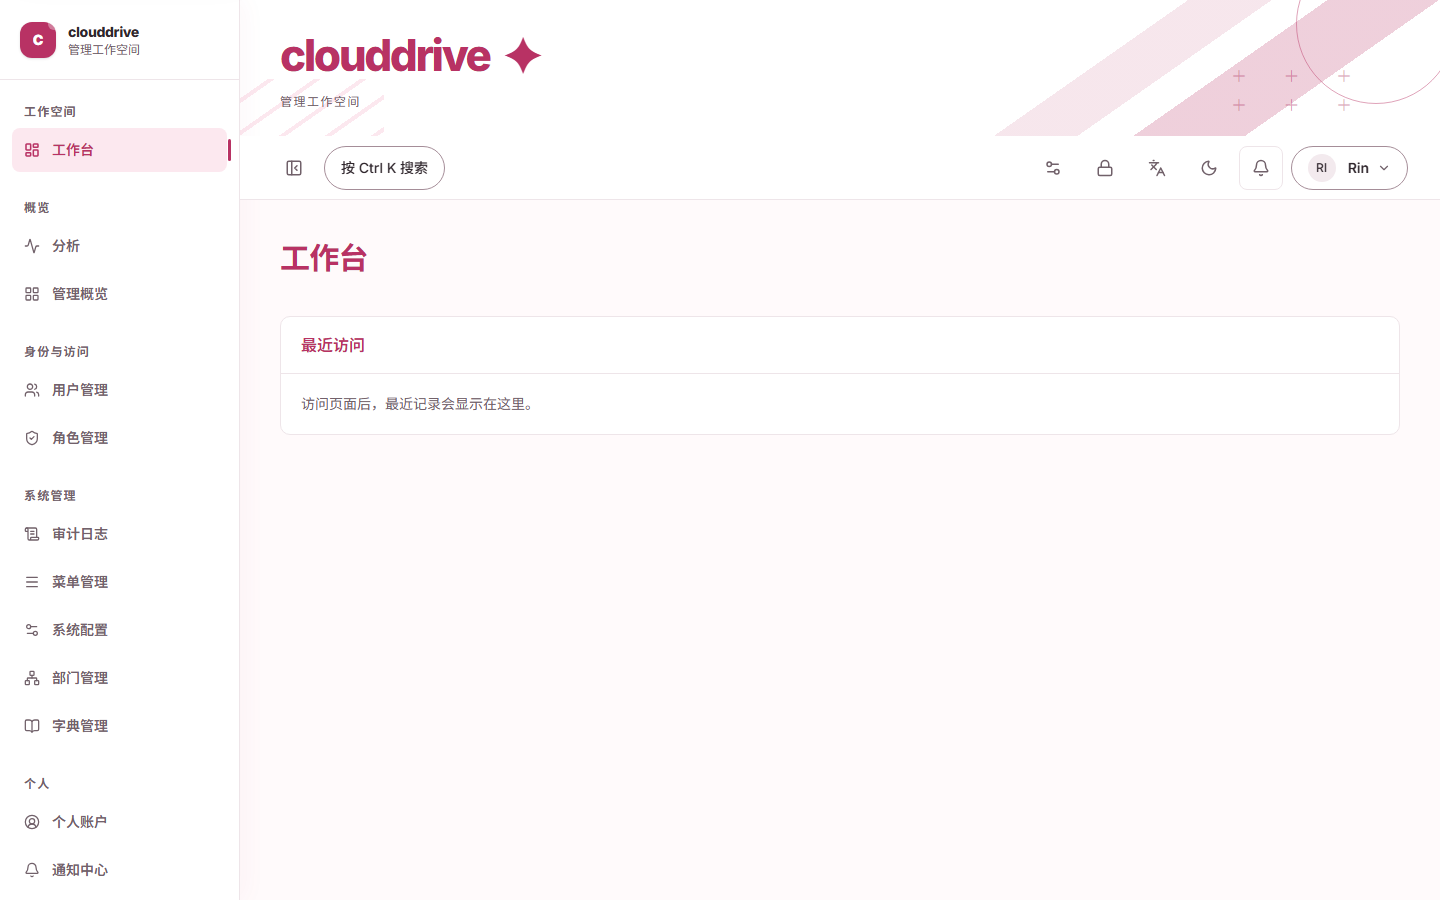 C
clouddrive
管理工作空间
工作空间
工作台
概览
分析
管理概览
身份与访问
用户管理
角色管理
系统管理
审计日志
菜单管理
系统配置
部门管理
字典管理
个人
个人账户
通知中心
clouddrive
管理工作空间
按 Ctrl K 搜索
RI
Rin
工作台
最近访问
访问页面后，最近记录会显示在这里。